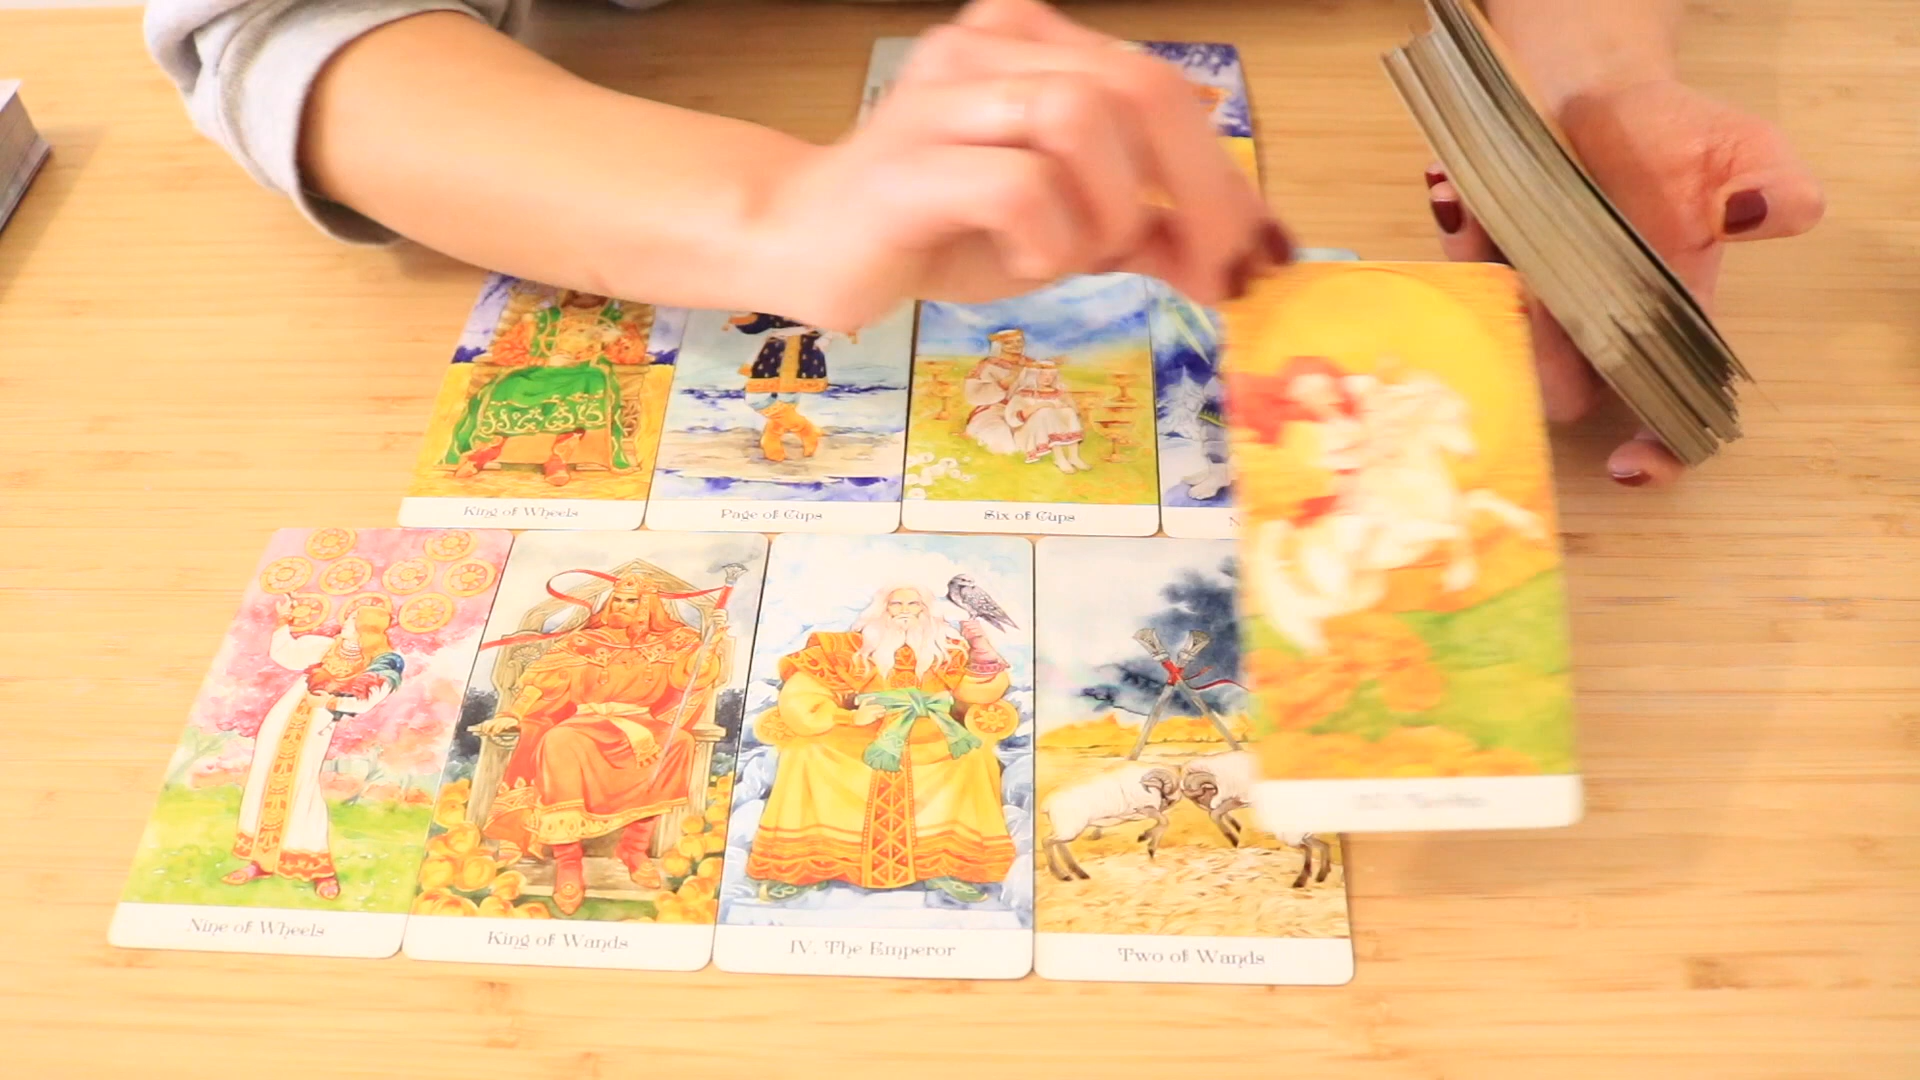 King of Wheels
Page of Cups
Six of Cups
N
Nine of Wheels
King of Wands
IV. The Emperor
Two of Wands